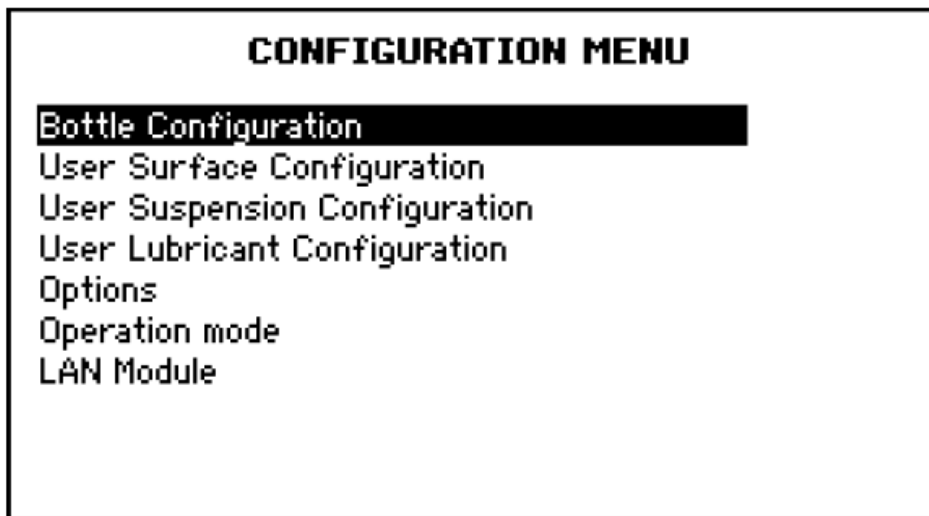 CONFIGURATION MENU
Bottle Configuration
User Surface Configuration
User Suspension Configuration
User Lubricant Configuration
Options
Operation mode
LAN Module